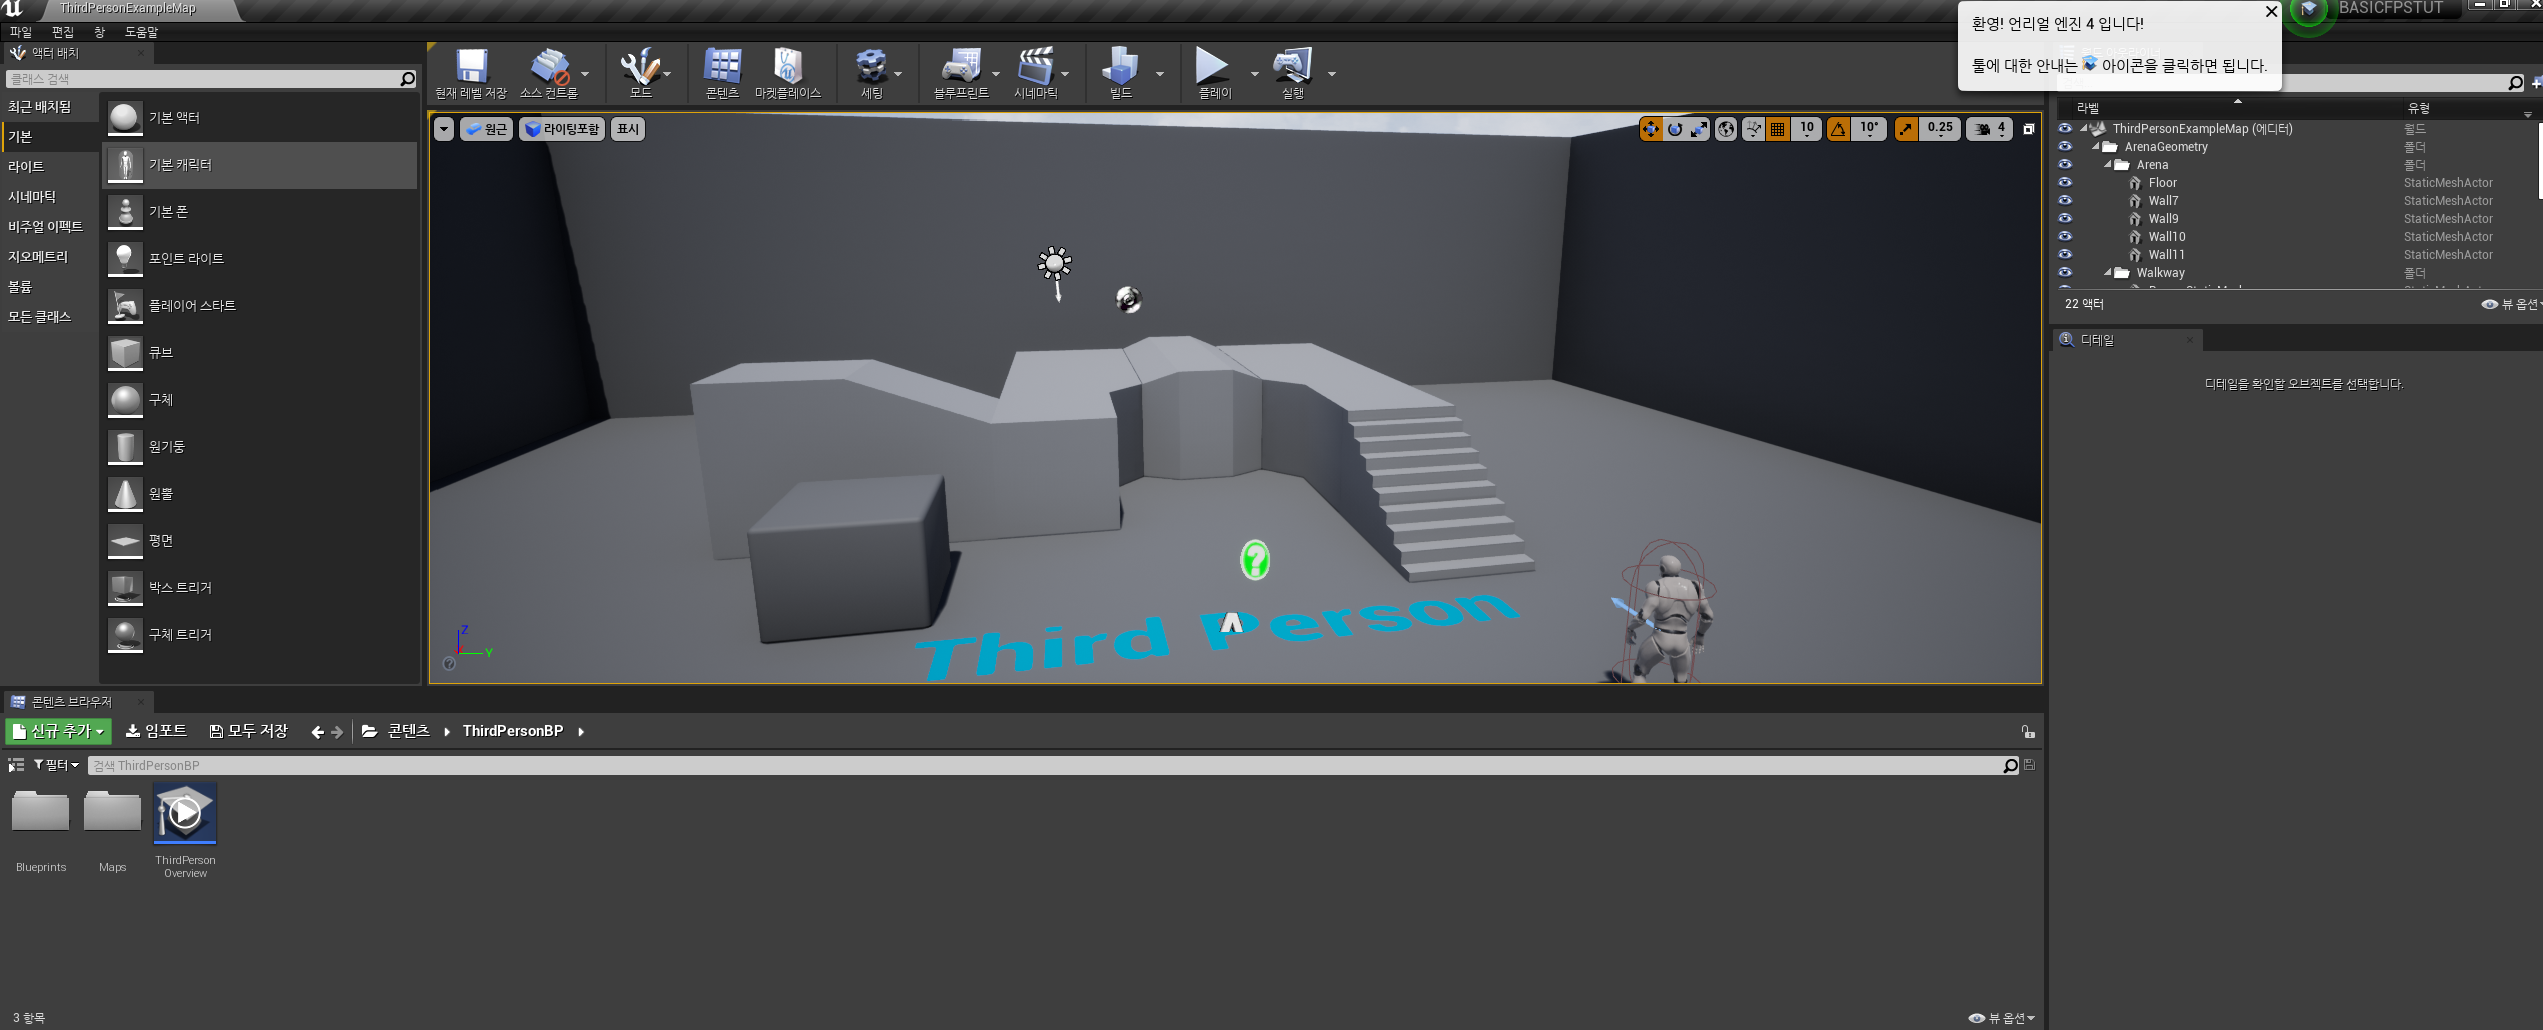 ThirdPersonExampleMap
BASICFPSTUT
파일 편집 창 도움말
환영! 언리얼 엔진 4 입니다!
툴에 대한 안내는 아이콘을 클릭하면 됩니다.
액터 배치
클래스 검색
최근 배치됨
기본
라이트
시네마틱
비주얼 이펙트
지오메트리
볼륨
모든 클래스
기본 액터
기본 캐릭터
기본 폰
포인트 라이트
플레이어 스타트
큐브
구체
원기둥
원뿔
평면
박스 트리거
구체 트리거
현재 레벨 저장 소스 컨트롤 모드 콘텐츠 마켓플레이스 세팅 블루프린트 시네마틱 빌드 플레이 실행
원근 라이팅포함 표시
10 10° 0.25 4
Third Person
Z
Y
라벨 유형
ThirdPersonExampleMap (에디터) 월드
ArenaGeometry 폴더
Arena 폴더
Floor StaticMeshActor
Wall7 StaticMeshActor
Wall9 StaticMeshActor
Wall10 StaticMeshActor
Wall11 StaticMeshActor
Walkway 폴더
22 액터 뷰 옵션
디테일
디테일을 확인할 오브젝트를 선택합니다.
콘텐츠 브라우저
신규 추가 임포트 모두 저장 콘텐츠 ThirdPersonBP
필터 검색 ThirdPersonBP
Blueprints Maps ThirdPerson
Overview
3 항목 뷰 옵션